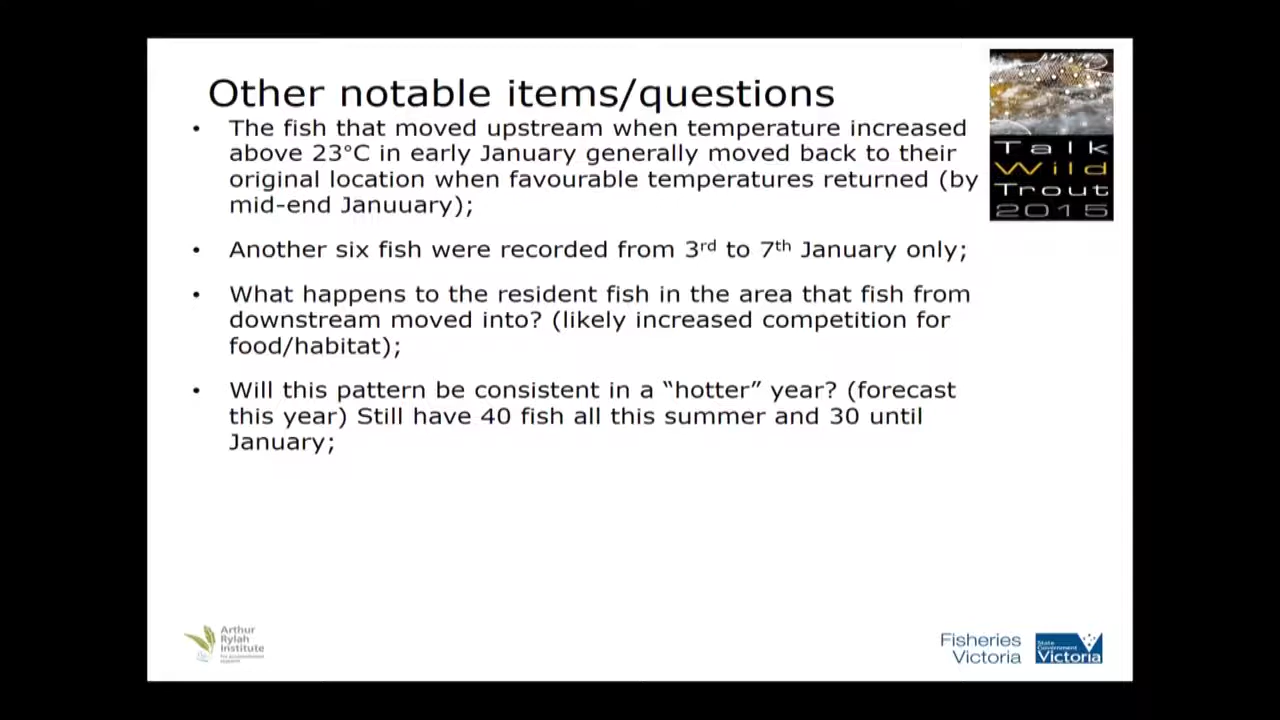 Other notable items/questions
• The fish that moved upstream when temperature increased
above 23°C in early January generally moved back to their
original location when favourable temperatures returned (by
mid-end Januuary);
• Another six fish were recorded from 3rd to 7th January only;
• What happens to the resident fish in the area that fish from
downstream moved into? (likely increased competition for
food/habitat);
• Will this pattern be consistent in a “hotter” year? (forecast
this year) Still have 40 fish all this summer and 30 until
January;
Talk
Wild
Trout
2015
Arthur
Rylah
Institute
Fisheries
Victoria
State
Government
Victoria